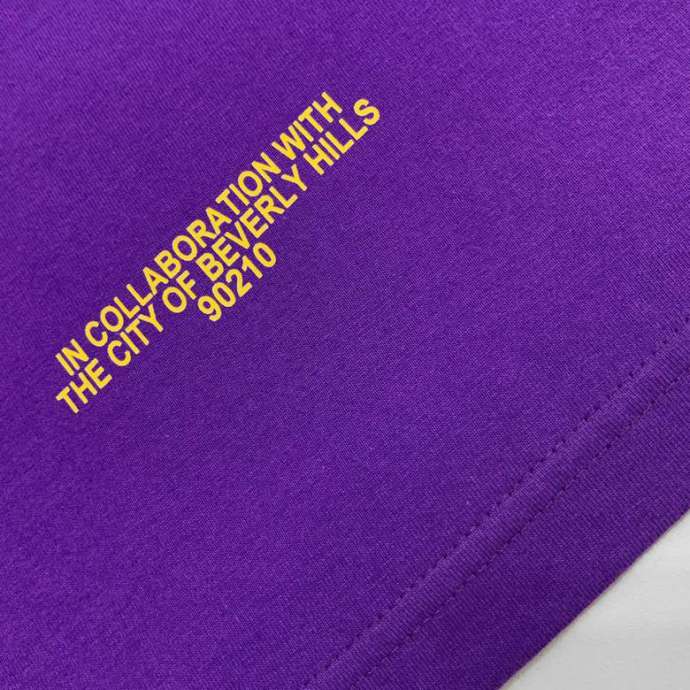 IN COLLABORATION WITH
THE CITY OF BEVERLY HILLS
90210